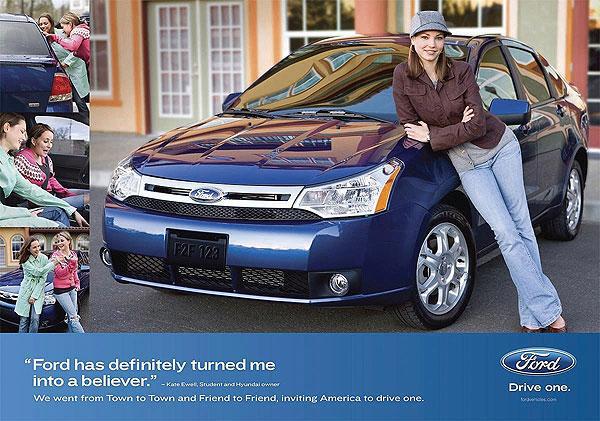 Ford
F2F 123
“Ford has definitely turned me
into a believer.” – Kate Ewell, Student and Hyundai owner
We went from Town to Town and Friend to Friend, inviting America to drive one.
Ford
Drive one.
fordvehicles.com